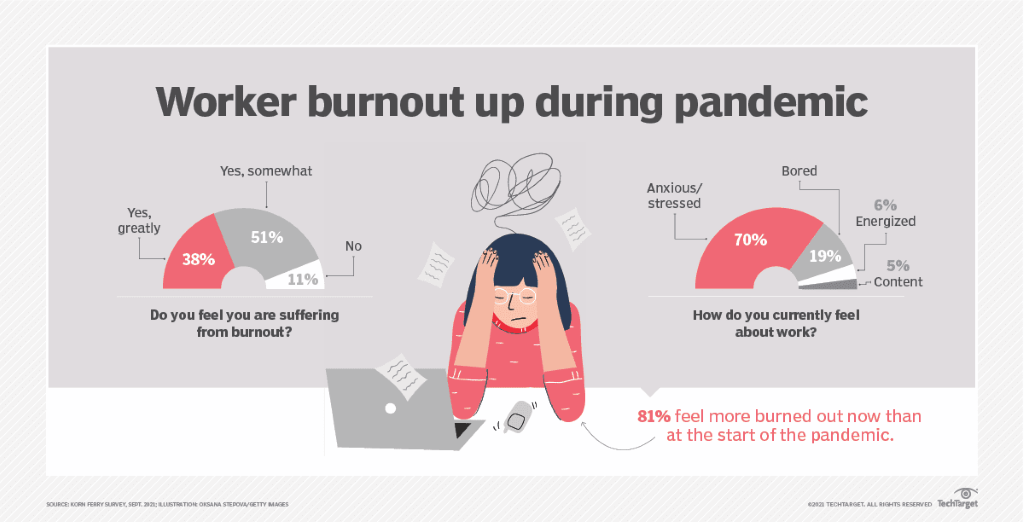 Worker burnout up during pandemic
Yes, somewhat
Yes,
greatly
38%
51%
No
11%
Do you feel you are suffering
from burnout?
Bored
Anxious/
stressed
70%
19%
6%
Energized
5%
Content
How do you currently feel
about work?
81% feel more burned out now than
at the start of the pandemic.
SOURCE: KORN FERRY SURVEY, SEPT. 2021; ILLUSTRATION: OKSANA STEPOVA/GETTY IMAGES
©2021 TECHTARGET. ALL RIGHTS RESERVED TechTarget